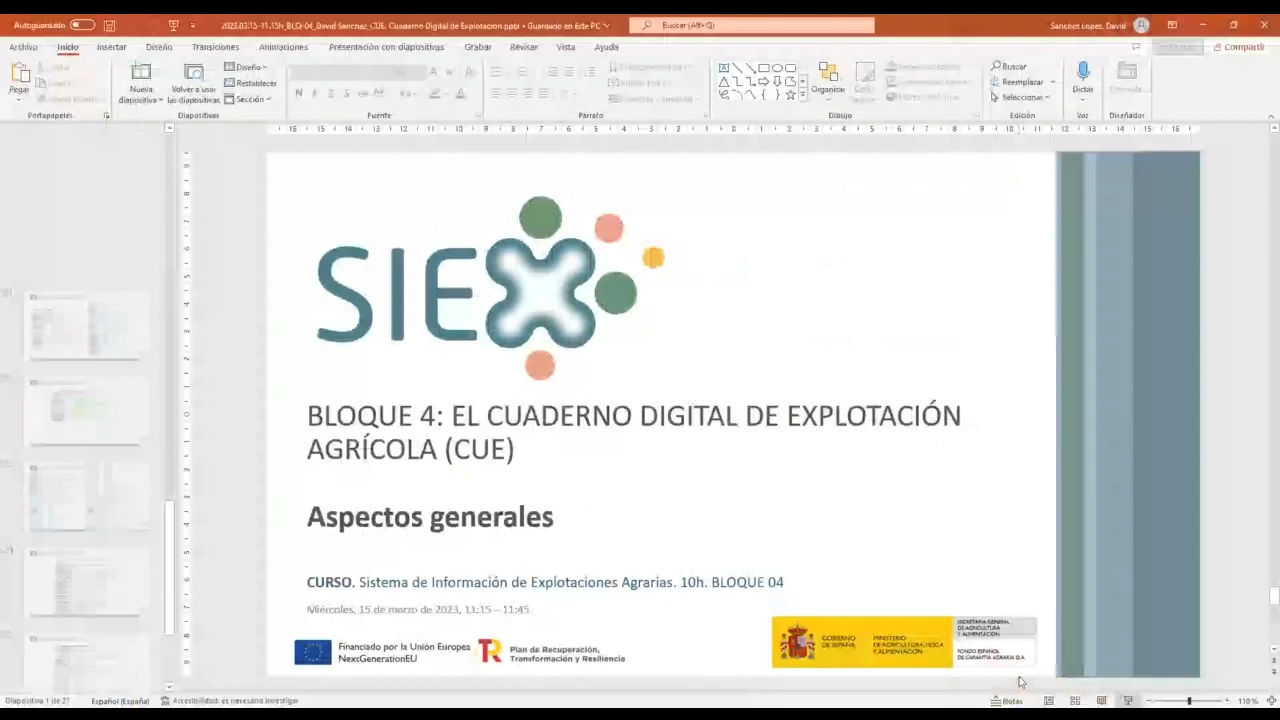 Autoguardado
2023.03.15-11.15h_BLQ-04_David Sanchez_CUE. Cuaderno Digital de Explotacion.pptx • Guardado en Este PC
Buscar (Alt+Q)
Sanchez Lopez, David
Archivo Inicio Insertar Diseño Transiciones Animaciones Presentación con diapositivas Grabar Revisar Vista Ayuda
Compartir
Pegar
Nueva diapositiva
Volver a usar las diapositivas
Diseño
Restablecer
Sección
Organizar
Buscar
Reemplazar
Seleccionar
Dictar
Portapapeles
Diapositivas
Fuente
Párrafo
Dibujo
Edición
Voz
Diseñador
SIEX
BLOQUE 4: EL CUADERNO DIGITAL DE EXPLOTACIÓN
AGRÍCOLA (CUE)
Aspectos generales
CURSO. Sistema de Información de Explotaciones Agrarias. 10h. BLOQUE 04
Miércoles, 15 de marzo de 2023, 11:15 – 11:45
Financiado por la Unión Europea
NextGenerationEU
Plan de Recuperación,
Transformación y Resiliencia
GOBIERNO
DE ESPAÑA
MINISTERIO
DE AGRICULTURA, PESCA
Y ALIMENTACIÓN
SECRETARÍA GENERAL
DE AGRICULTURA
Y ALIMENTACIÓN
FONDO ESPAÑOL
DE GARANTÍA AGRARIA O.A.
Diapositiva 1 de 27
Español (España)
Accesibilidad: es necesario investigar
Notas
110 %